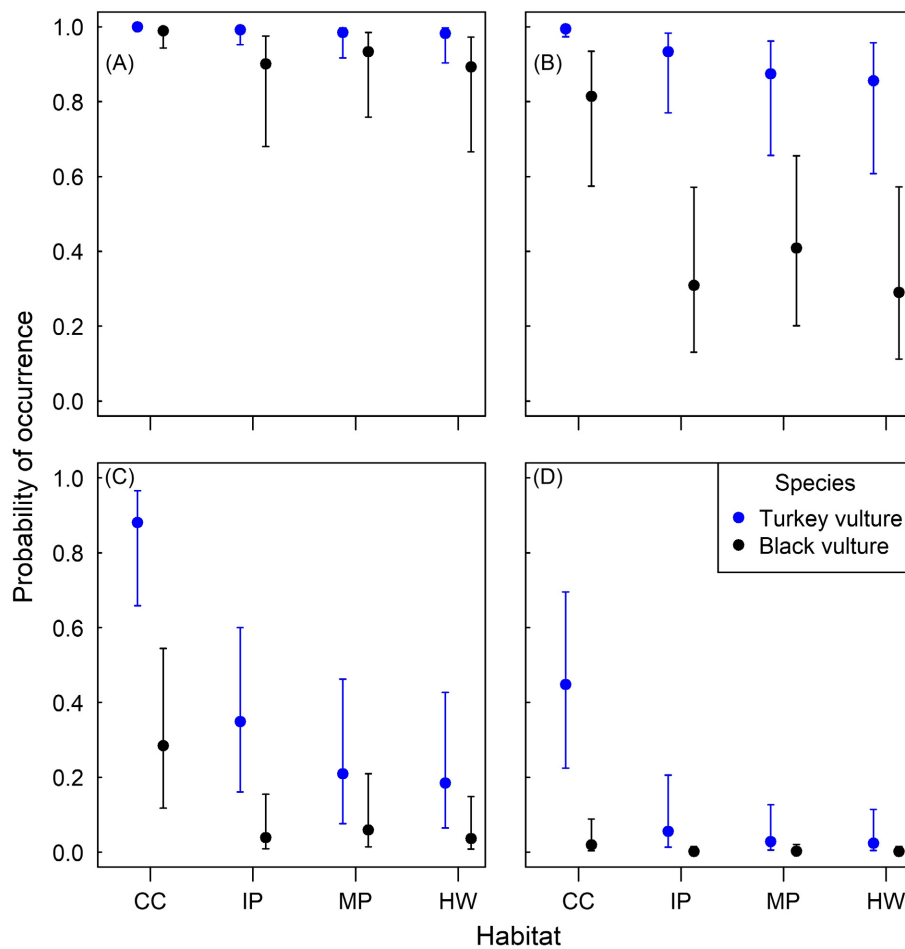 Probability of occurrence
1.0
0.8
0.6
0.4
0.2
0.0
(A)
(B)
1.0
0.8
0.6
0.4
0.2
0.0
(C)
(D)
Species
Turkey vulture
Black vulture
CC IP MP HW
CC IP MP HW
Habitat